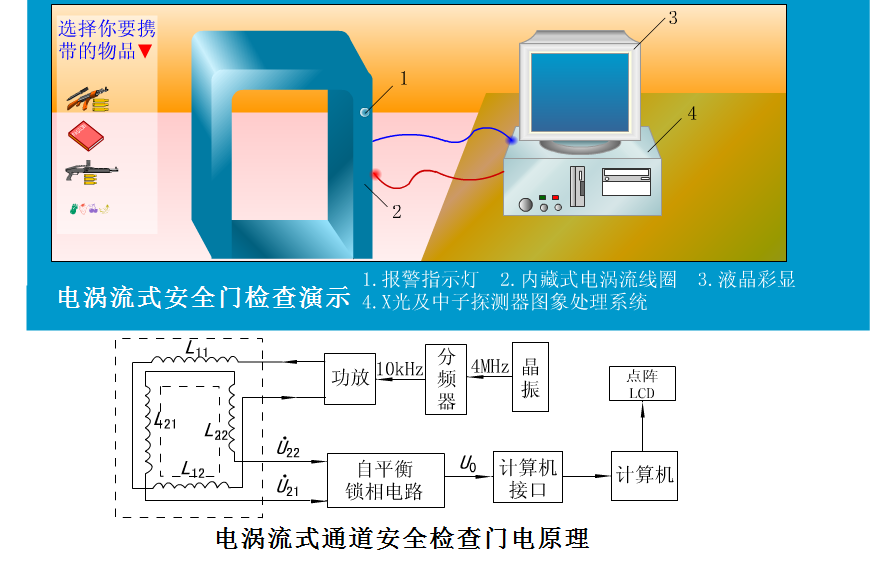 选择你要携
带的物品
1
2
3
4
电涡流式安全门检查演示
1.报警指示灯 2.内藏式电涡流线圈 3.液晶彩显
4.X光及中子探测器图象处理系统
L11
L21
L22
L12
功放
10kHz
分频器
4MHz
晶振
点阵
LCD
U̇22
U̇21
自平衡
锁相电路
U0
计算机
接口
计算机
电涡流式通道安全检查门电原理